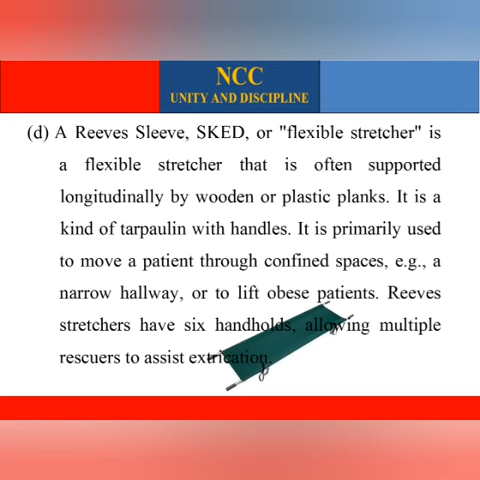 NCC
UNITY AND DISCIPLINE
(d) A Reeves Sleeve, SKED, or "flexible stretcher" is
a flexible stretcher that is often supported
longitudinally by wooden or plastic planks. It is a
kind of tarpaulin with handles. It is primarily used
to move a patient through confined spaces, e.g., a
narrow hallway, or to lift obese patients. Reeves
stretchers have six handholds, allowing multiple
rescuers to assist extrication.